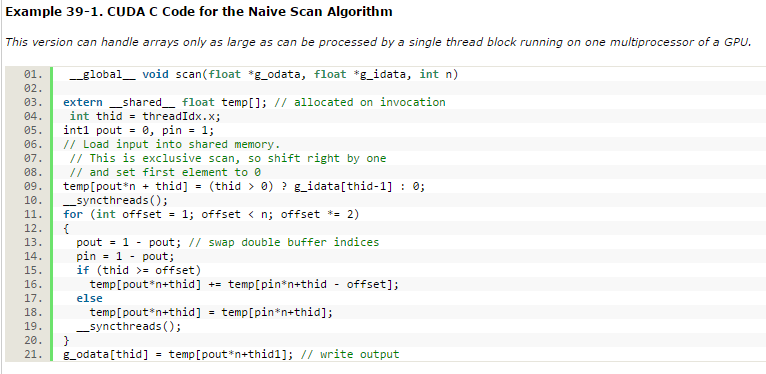 Example 39-1. CUDA C Code for the Naive Scan Algorithm
This version can handle arrays only as large as can be processed by a single thread block running on one multiprocessor of a GPU.
01. __global__ void scan(float *g_odata, float *g_idata, int n)
02.
03. extern __shared__ float temp[]; // allocated on invocation
04. int thid = threadIdx.x;
05. int1 pout = 0, pin = 1;
06. // Load input into shared memory.
07. // This is exclusive scan, so shift right by one
08. // and set first element to 0
09. temp[pout*n + thid] = (thid > 0) ? g_idata[thid-1] : 0;
10. __syncthreads();
11. for (int offset = 1; offset < n; offset *= 2)
12. {
13. pout = 1 - pout; // swap double buffer indices
14. pin = 1 - pout;
15. if (thid >= offset)
16. temp[pout*n+thid] += temp[pin*n+thid - offset];
17. else
18. temp[pout*n+thid] = temp[pin*n+thid];
19. __syncthreads();
20. }
21. g_odata[thid] = temp[pout*n+thid1]; // write output